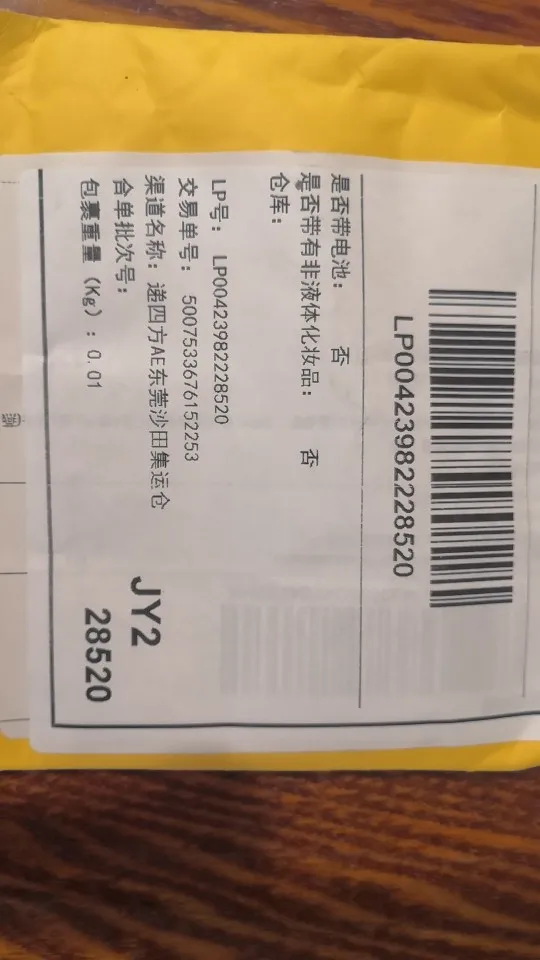 LP00423982228520
是否带电池： 否
是否带有非液体化妆品： 否
仓库：
LP号： LP00423982228520
交易单号： 5007533676152253
渠道名称： 递四方AE东莞沙田集运仓
合单批次号：
包裹重量（Kg）: 0.01
JY2
28520